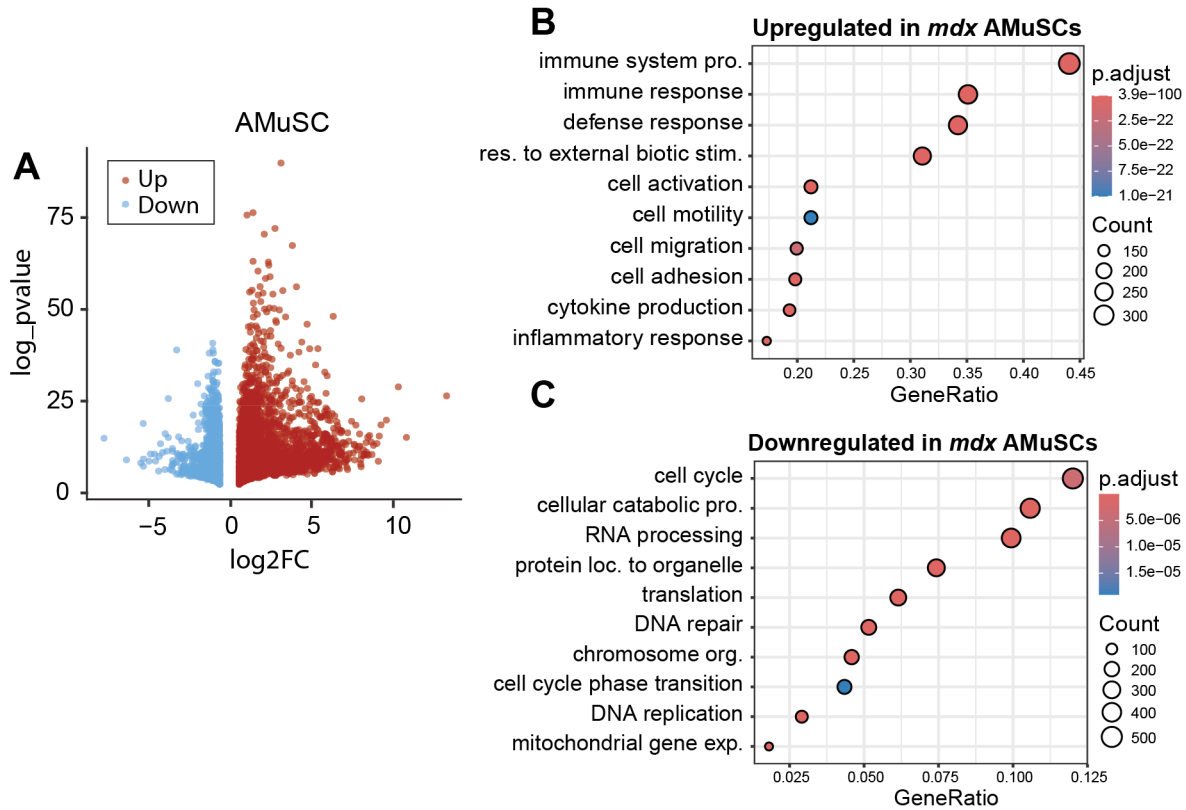 A
AMuSC
Up
Down
75
50
25
0
log_pvalue
−5
0
5
10
log2FC
B
Upregulated in mdx AMuSCs
immune system pro.
immune response
defense response
res. to external biotic stim.
cell activation
cell motility
cell migration
cell adhesion
cytokine production
inflammatory response
0.20
0.25
0.30
0.35
0.40
0.45
GeneRatio
p.adjust
3.9e−100
2.5e−22
5.0e−22
7.5e−22
1.0e−21
Count
150
200
250
300
C
Downregulated in mdx AMuSCs
cell cycle
cellular catabolic pro.
RNA processing
protein loc. to organelle
translation
DNA repair
chromosome org.
cell cycle phase transition
DNA replication
mitochondrial gene exp.
0.025
0.050
0.075
0.100
0.125
GeneRatio
p.adjust
5.0e−06
1.0e−05
1.5e−05
Count
100
200
300
400
500